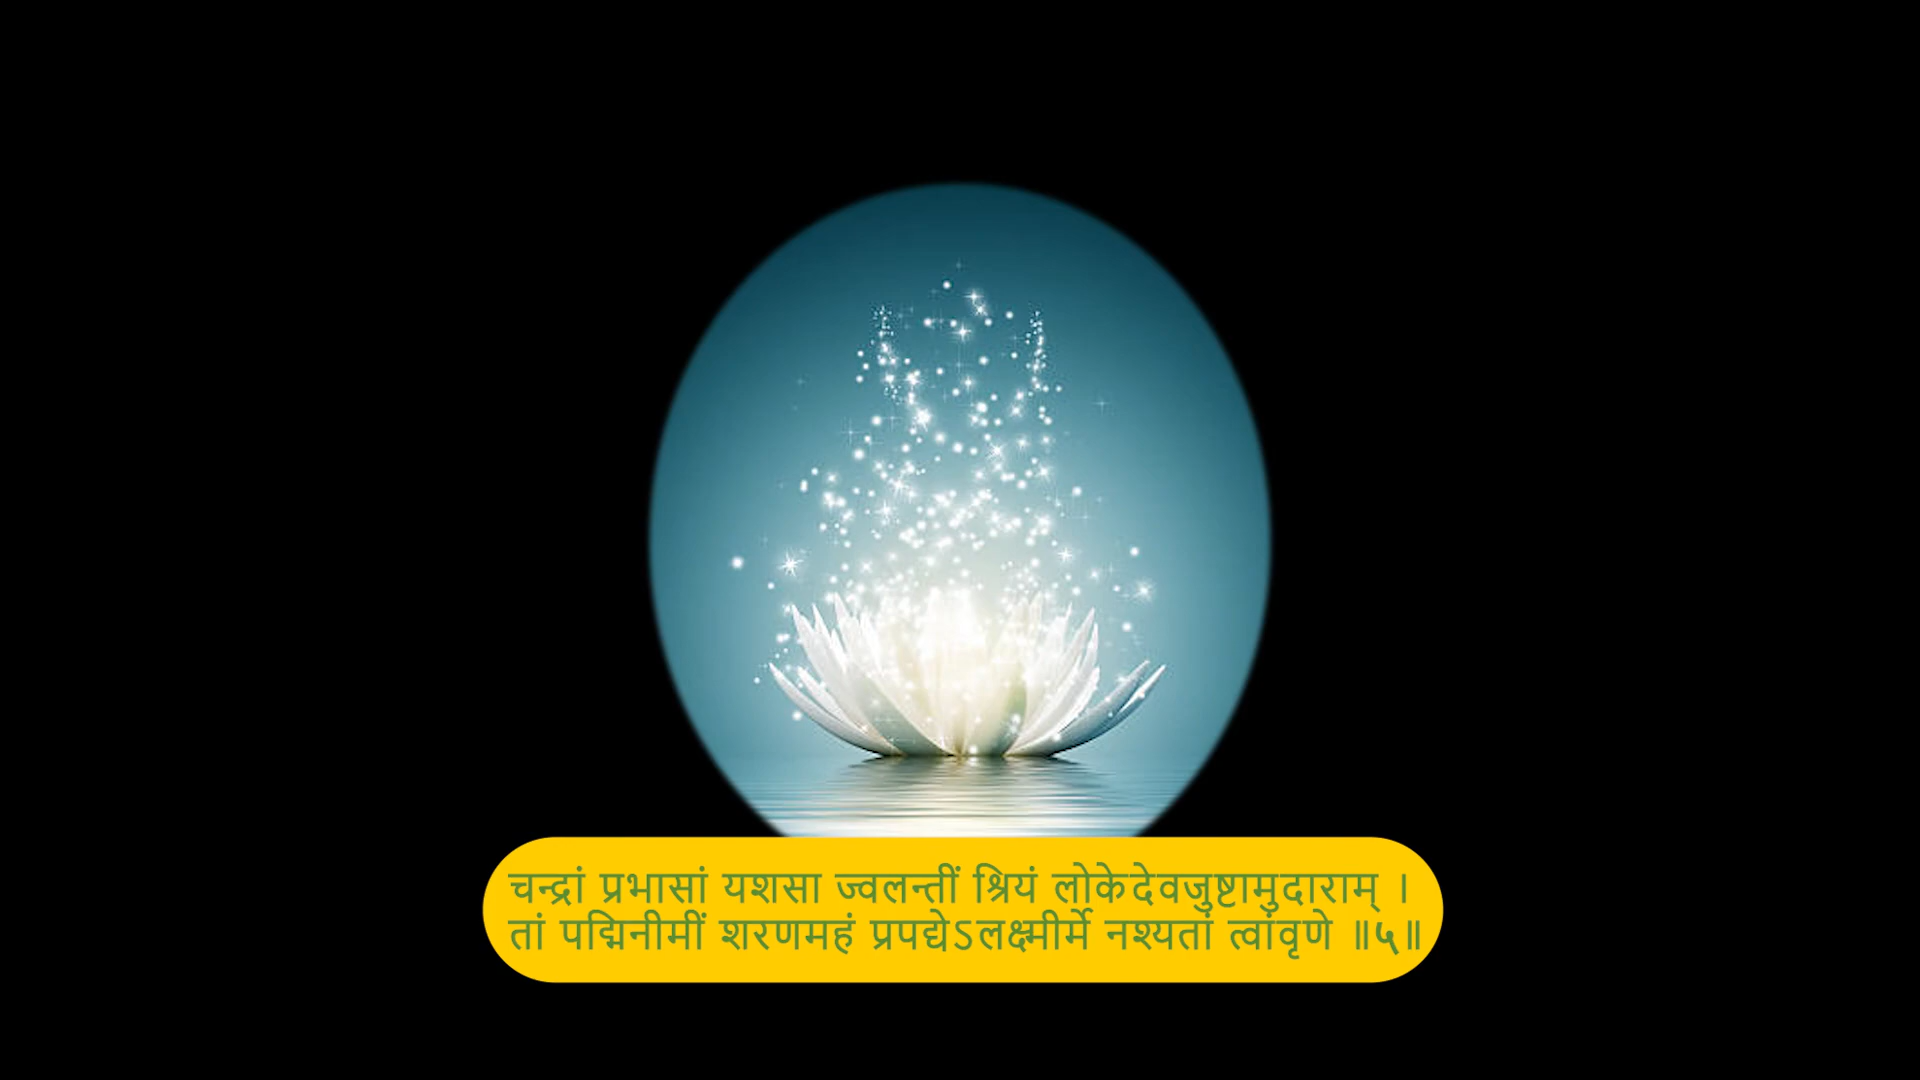 चन्द्रां प्रभासां यशसा ज्वलन्तीं श्रियं लोकेदेवजुष्टामुदाराम् ।
तां पद्मिनीमीं शरणमहं प्रपद्येऽलक्ष्मीर्मे नश्यतां त्वांवृणे ॥५॥